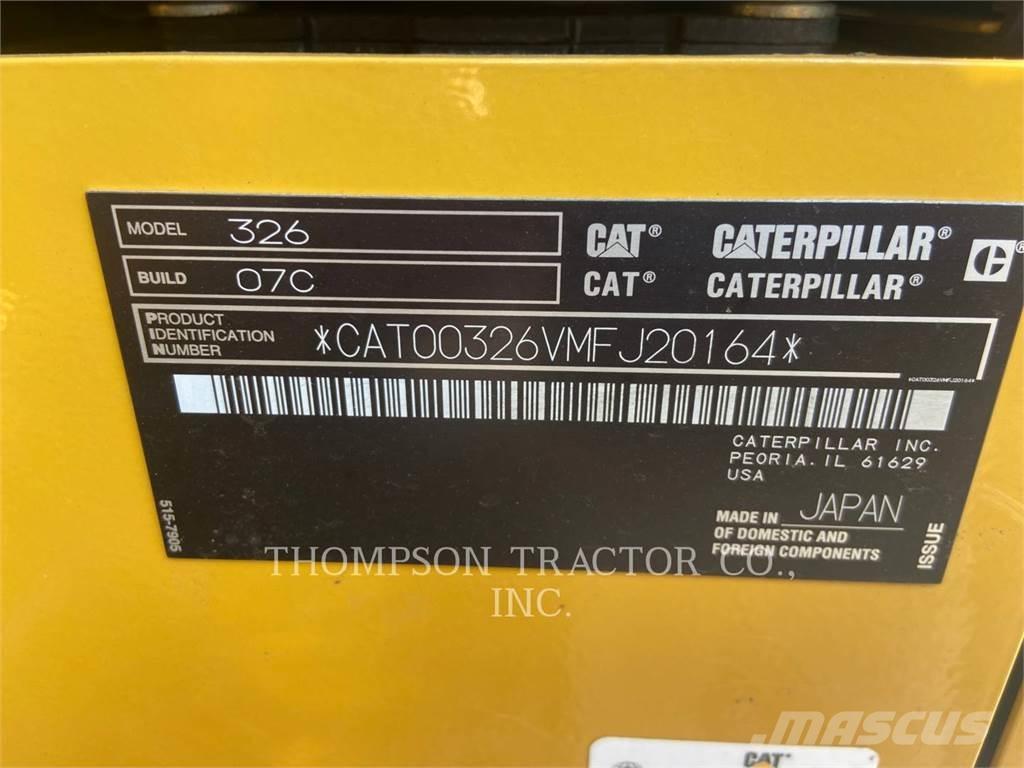 MODEL 326
BUILD 07C
CAT® CATERPILLAR®
CAT® CATERPILLAR®
PRODUCT
IDENTIFICATION
NUMBER
*CAT00326VMFJ20164*
*CAT00326VMFJ20164*
CATERPILLAR INC.
PEORIA, IL 61629
USA
MADE IN JAPAN
OF DOMESTIC AND
FOREIGN COMPONENTS
515-7905
ISSUE
THOMPSON TRACTOR CO.,
INC.
MASCUS
CAT